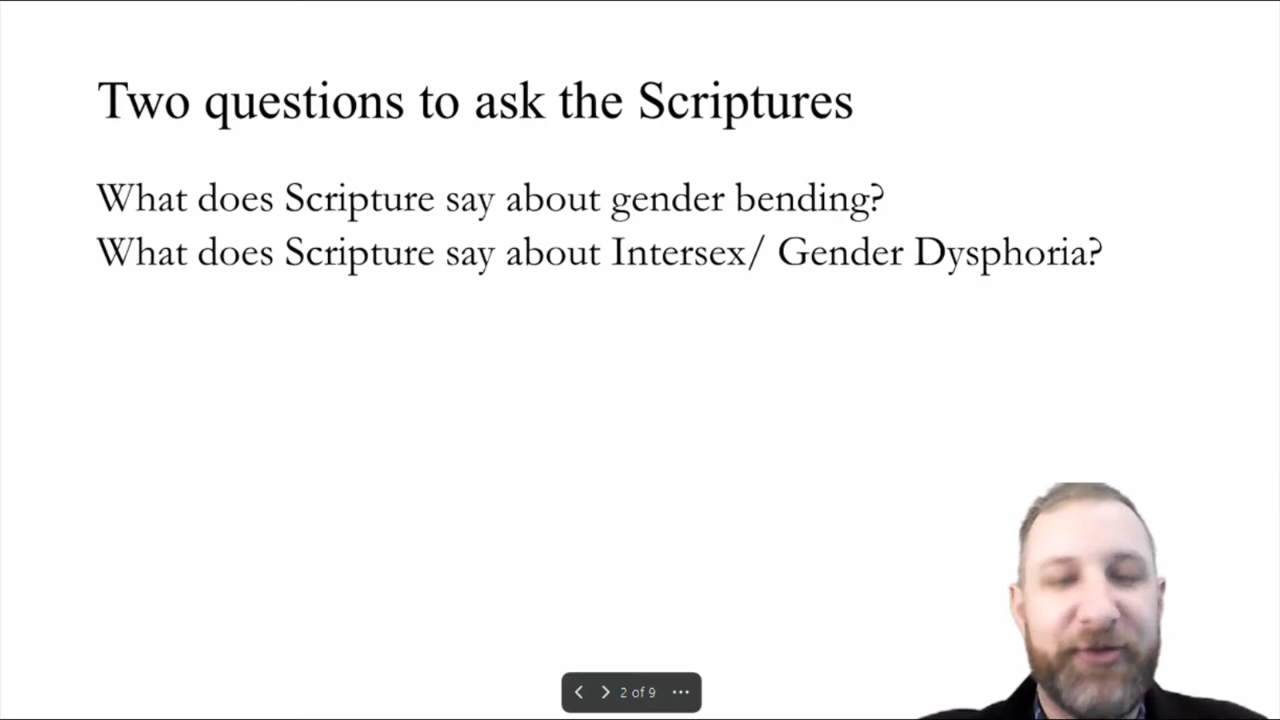 Two questions to ask the Scriptures
What does Scripture say about gender bending?
What does Scripture say about Intersex/ Gender Dysphoria?
2 of 9